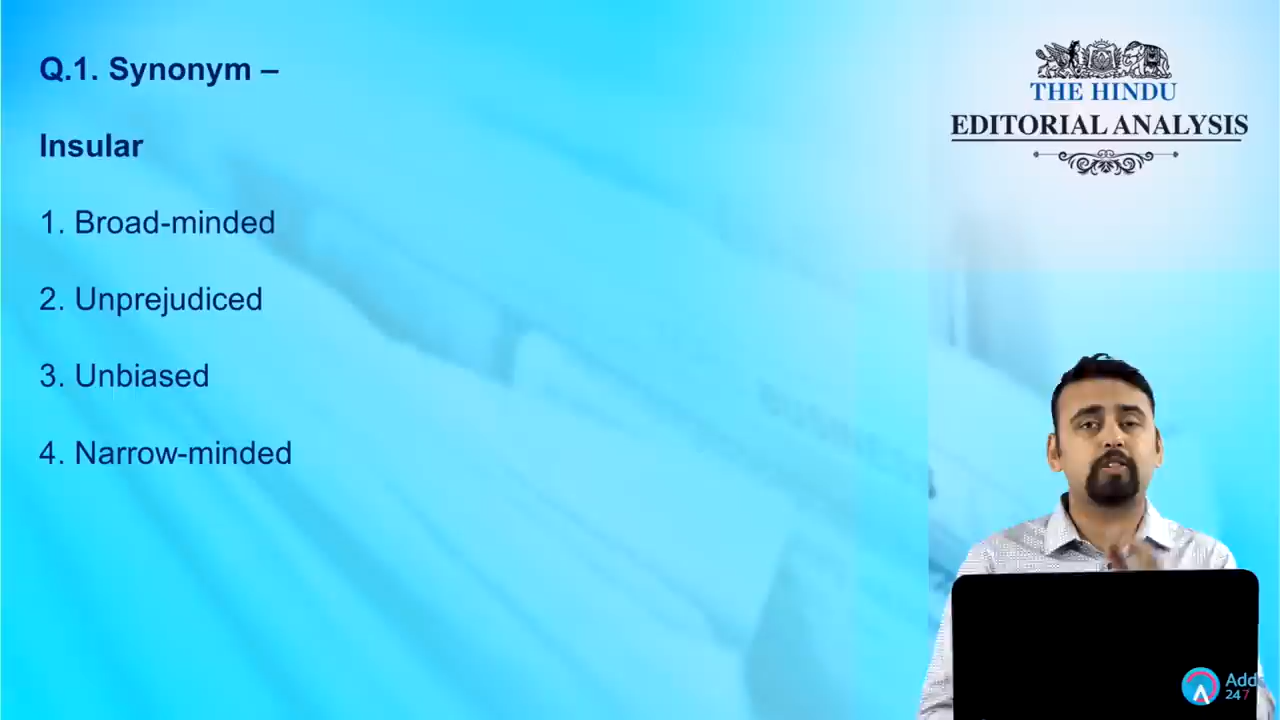 Q.1. Synonym –
Insular
1. Broad-minded
2. Unprejudiced
3. Unbiased
4. Narrow-minded
THE HINDU
EDITORIAL ANALYSIS
Adda
247